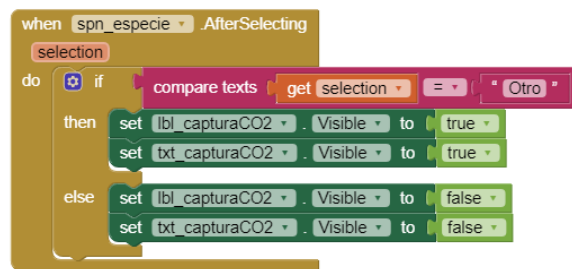 when spn_especie .AfterSelecting
selection
do if compare texts get selection = " Otro "
then set lbl_capturaCO2 . Visible to true
set txt_capturaCO2 . Visible to true
else set lbl_capturaCO2 . Visible to false
set txt_capturaCO2 . Visible to false